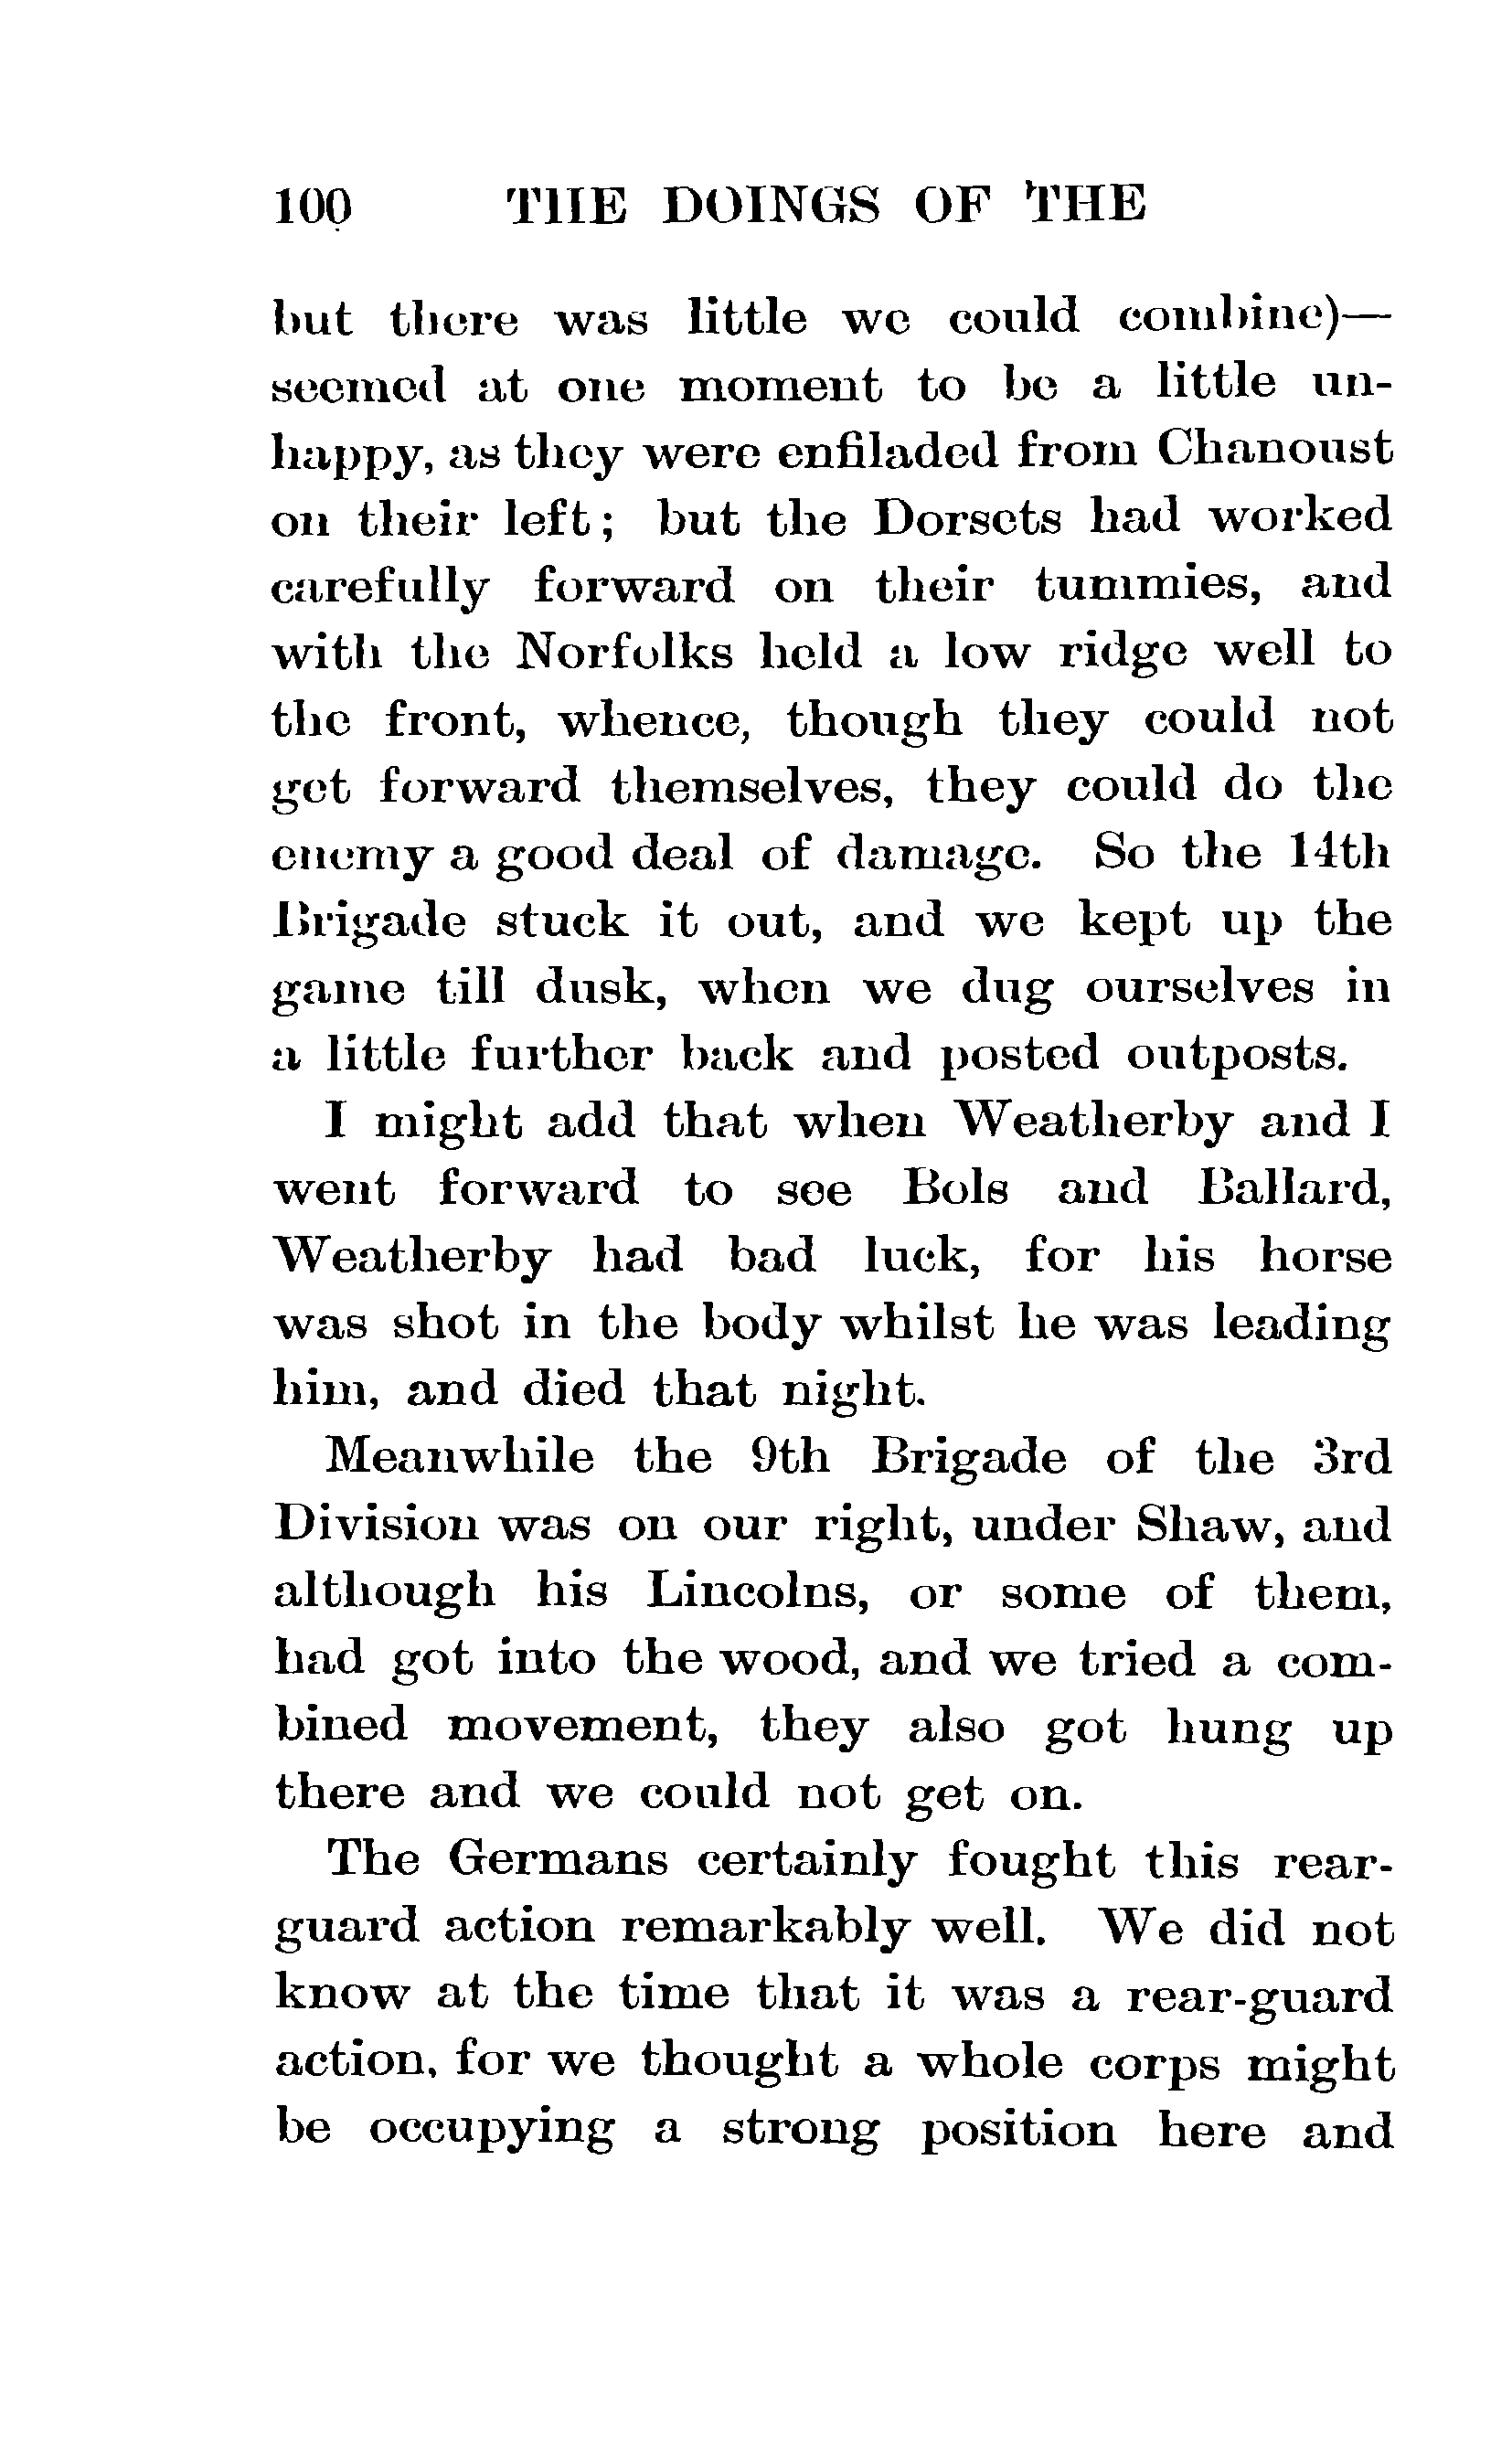 100 THE DOINGS OF THE
but there was little we could combine)—
seemed at one moment to be a little un-
happy, as they were enfiladed from Chanoust
on their left; but the Dorsets had worked
carefully forward on their tummies, and
with the Norfolks held a low ridge well to
the front, whence, though they could not
get forward themselves, they could do the
enemy a good deal of damage. So the 14th
Brigade stuck it out, and we kept up the
game till dusk, when we dug ourselves in
a little further back and posted outposts.
I might add that when Weatherby and I
went forward to see Bols and Ballard,
Weatherby had bad luck, for his horse
was shot in the body whilst he was leading
him, and died that night.
Meanwhile the 9th Brigade of the 3rd
Division was on our right, under Shaw, and
although his Lincolns, or some of them,
had got into the wood, and we tried a com-
bined movement, they also got hung up
there and we could not get on.
The Germans certainly fought this rear-
guard action remarkably well. We did not
know at the time that it was a rear-guard
action, for we thought a whole corps might
be occupying a strong position here and